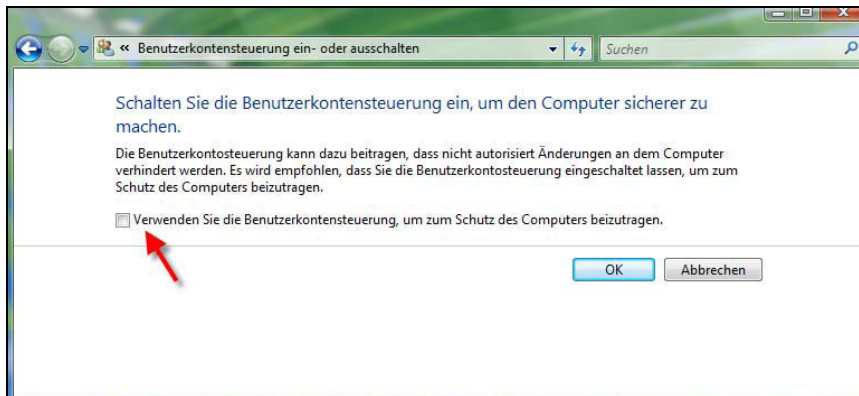 « Benutzerkontensteuerung ein- oder ausschalten
Suchen
Schalten Sie die Benutzerkontensteuerung ein, um den Computer sicherer zu
machen.
Die Benutzerkontosteuerung kann dazu beitragen, dass nicht autorisiert Änderungen an dem Computer
verhindert werden. Es wird empfohlen, dass Sie die Benutzerkontosteuerung eingeschaltet lassen, um zum
Schutz des Computers beizutragen.
Verwenden Sie die Benutzerkontensteuerung, um zum Schutz des Computers beizutragen.
OK
Abbrechen